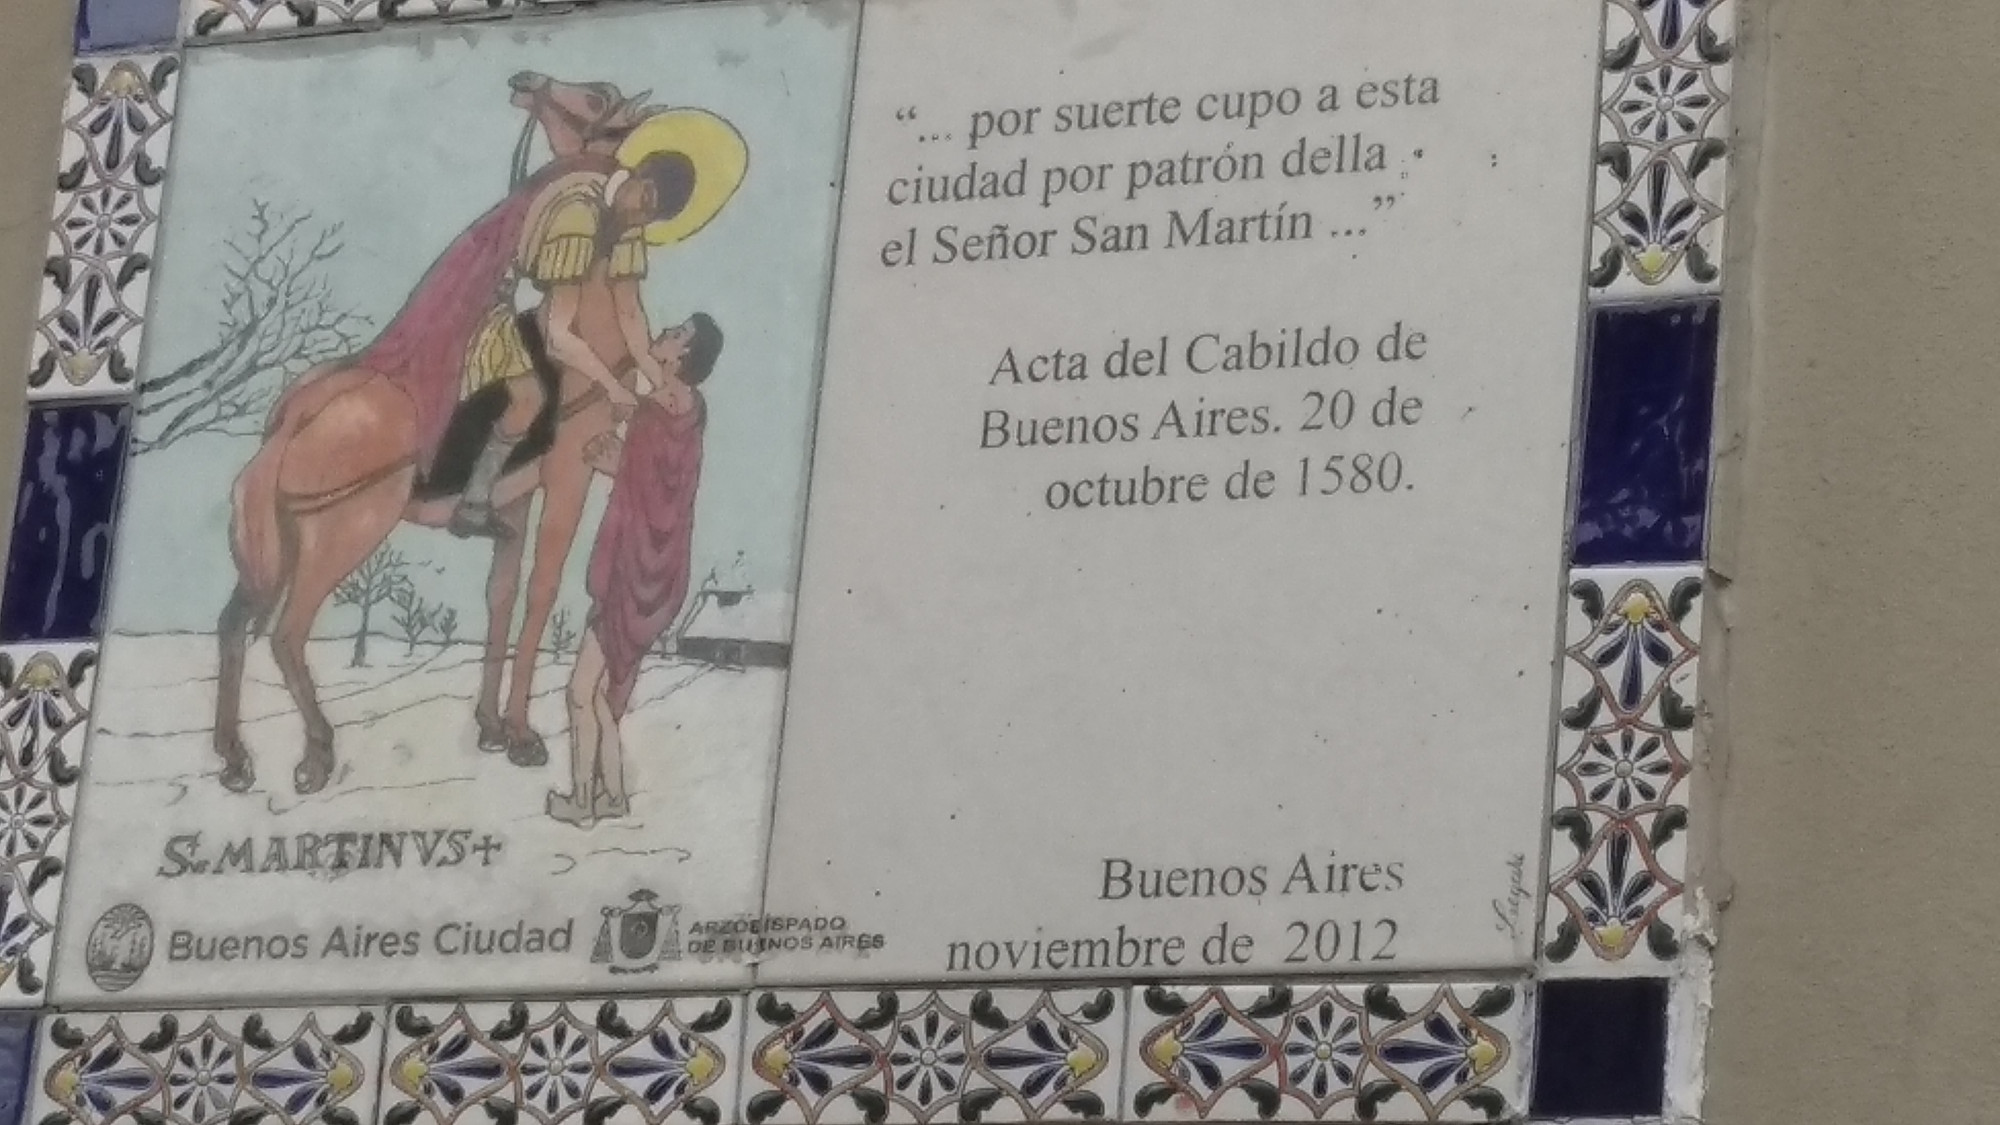 “... por suerte cupo a esta
ciudad por patrón della
el Señor San Martín ...”
Acta del Cabildo de
Buenos Aires. 20 de
octubre de 1580.
S. MARTINVS+
Buenos Aires Ciudad
ARZOBISPADO
DE BUENOS AIRES
Buenos Aires
noviembre de 2012